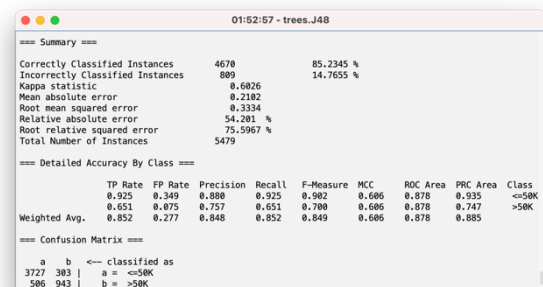 01:52:57 - trees.J48
=== Summary ===
Correctly Classified Instances 4670 85.2345 %
Incorrectly Classified Instances 809 14.7655 %
Kappa statistic 0.6026
Mean absolute error 0.2102
Root mean squared error 0.3334
Relative absolute error 54.201 %
Root relative squared error 75.5967 %
Total Number of Instances 5479
=== Detailed Accuracy By Class ===
TP Rate FP Rate Precision Recall F-Measure MCC ROC Area PRC Area Class
0.925 0.349 0.880 0.925 0.902 0.606 0.878 0.935 <=50K
0.651 0.075 0.757 0.651 0.700 0.606 0.878 0.747 >50K
Weighted Avg. 0.852 0.277 0.848 0.852 0.849 0.606 0.878 0.885
=== Confusion Matrix ===
a b <-- classified as
3727 303 | a = <=50K
506 943 | b = >50K